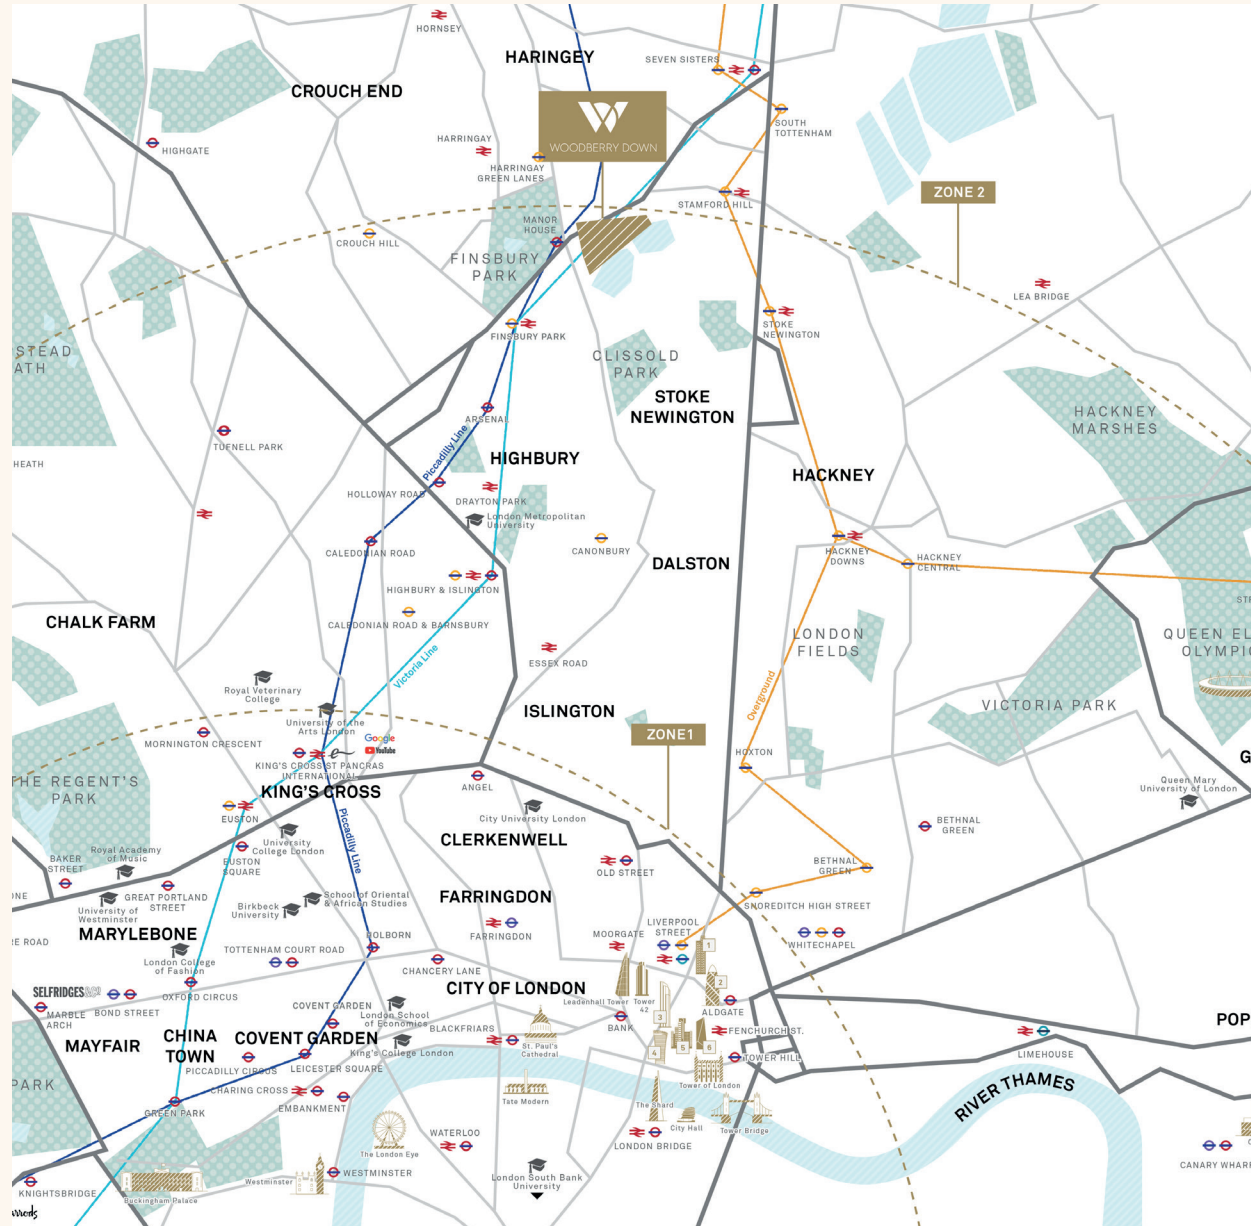 HORNSEY
HARINGEY
SEVEN SISTERS
CROUCH END
SOUTH
TOTTENHAM
HIGHGATE
HARRINGAY
WOODBERRY DOWN
HARRINGAY
GREEN LANES
STAMFORD HILL
ZONE 2
MANOR
HOUSE
CROUCH HILL
FINSBURY
PARK
LEA BRIDGE
STOKE
NEWINGTON
FINSBURY PARK
STEAD
ATH
CLISSOLD
PARK
STOKE
NEWINGTON
HACKNEY
MARSHES
ARSENAL
Piccadilly Line
TUFNELL PARK
HIGHBURY
HEATH
HACKNEY
HOLLOWAY ROAD
DRAYTON PARK
London Metropolitan
University
CALEDONIAN ROAD
CANONBURY
DALSTON
HACKNEY
DOWNS
HACKNEY
CENTRAL
HIGHBURY & ISLINGTON
STR
CHALK FARM
CALEDONIAN ROAD & BARNSBURY
LONDON
FIELDS
QUEEN EL
OLYMPIC
Victoria Line
ESSEX ROAD
Royal Veterinary
College
Overground
VICTORIA PARK
ISLINGTON
University of the
Arts London
ZONE1
MORNINGTON CRESCENT
Google
YouTube
HOXTON
KING'S CROSS ST PANCRAS
INTERNATIONAL
G
THE REGENT'S
PARK
KING'S CROSS
ANGEL
Queen Mary
University of London
EUSTON
Piccadilly Line
City University London
BETHNAL
GREEN
University
College London
CLERKENWELL
Royal Academy
of Music
BAKER
STREET
EUSTON
SQUARE
OLD STREET
BETHNAL
GREEN
ONE
GREAT PORTLAND
STREET
University of
Westminster
Birkbeck
University
School of Oriental
& African Studies
FARRINGDON
SHOREDITCH HIGH STREET
MARYLEBONE
FARRINGDON
MOORGATE
LIVERPOOL
STREET
WHITECHAPEL
RE ROAD
HOLBORN
TOTTENHAM COURT ROAD
London College
of Fashion
CHANCERY LANE
1
2
SELFRIDGES&CO
OXFORD CIRCUS
CITY OF LONDON
Leadenhall Tower
Tower
42
MARBLE
ARCH
BOND STREET
COVENT GARDEN
London School
of Economics
ALDGATE
3
BLACKFRIARS
BANK
POP
MAYFAIR
CHINA
TOWN
COVENT GARDEN
King's College London
St. Paul's
Cathedral
FENCHURCH ST.
4
5
6
LIMEHOUSE
PICCADILLY CIRCUS
LEICESTER SQUARE
TOWER HILL
PARK
CHARING CROSS
Tower of London
RIVER THAMES
EMBANKMENT
Tate Modern
The Shard
GREEN PARK
City Hall
Tower Bridge
WATERLOO
LONDON BRIDGE
The London Eye
CANARY WHAR
Westminster
WESTMINSTER
London South Bank
University
KNIGHTSBRIDGE
Buckingham Palace
rrods